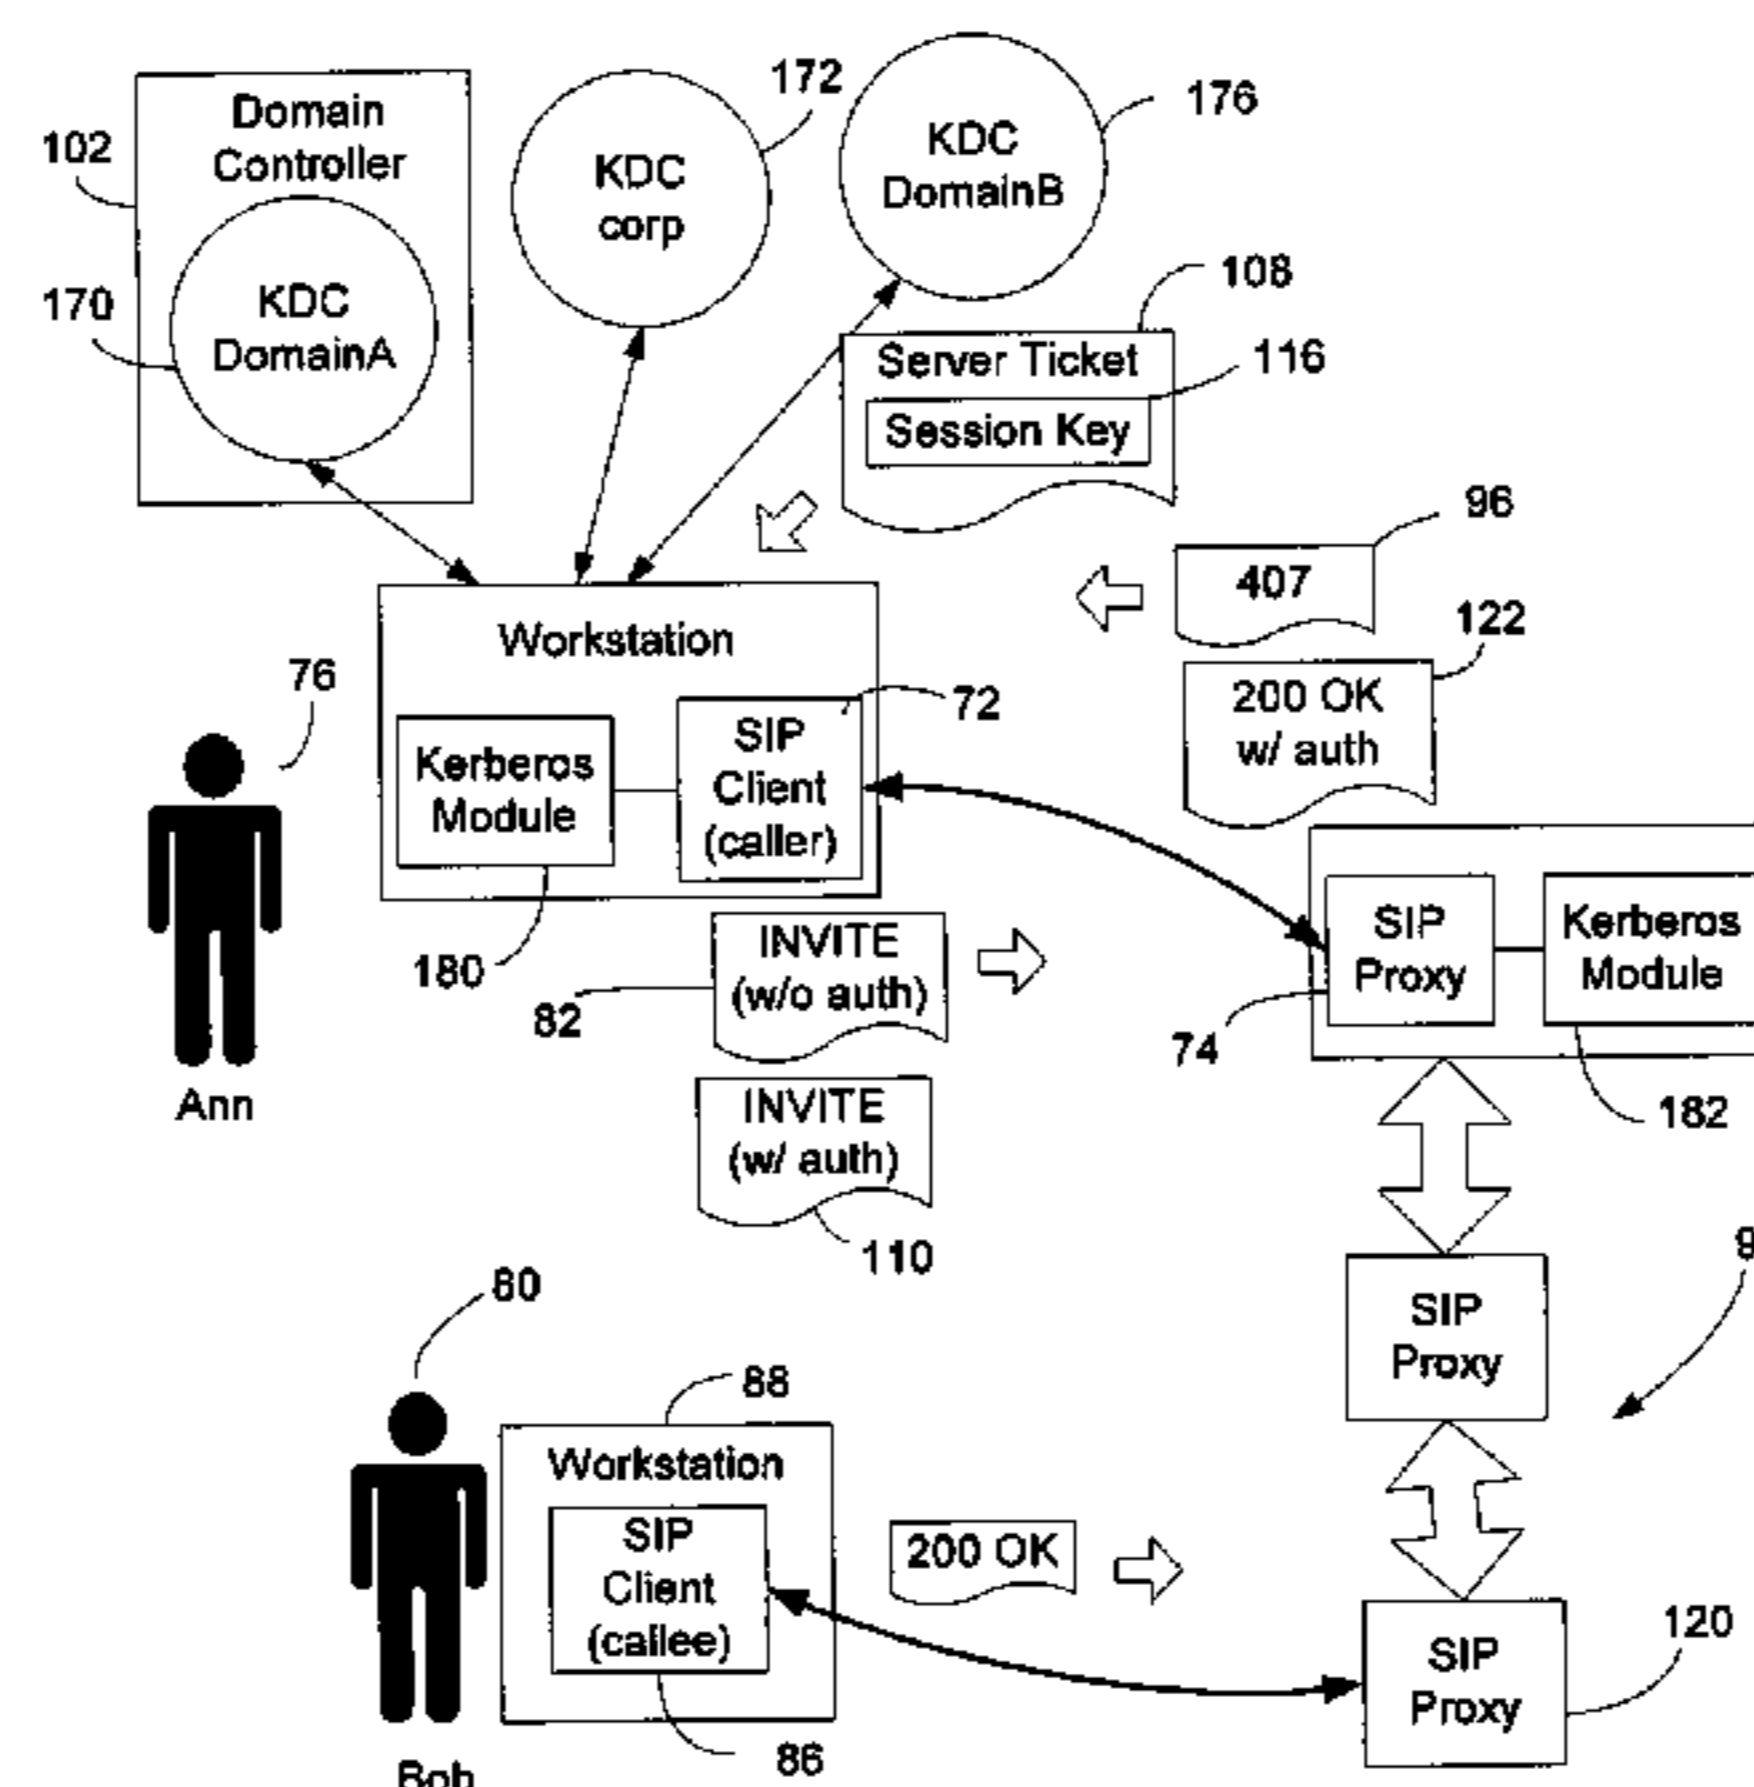 Domain
Controller
102
KDC
DomainA
170
KDC
corp
172
KDC
DomainB
176
Server Ticket
108
Session Key
116
407
96
200 OK
w/ auth
122
Workstation
Kerberos
Module
180
SIP
Client
(caller)
72
76
Ann
INVITE
(w/o auth)
82
INVITE
(w/ auth)
110
SIP
Proxy
74
Kerberos
Module
182
SIP
Proxy
9
80
Bob
88
Workstation
SIP
Client
(callee)
86
200 OK
SIP
Proxy
120